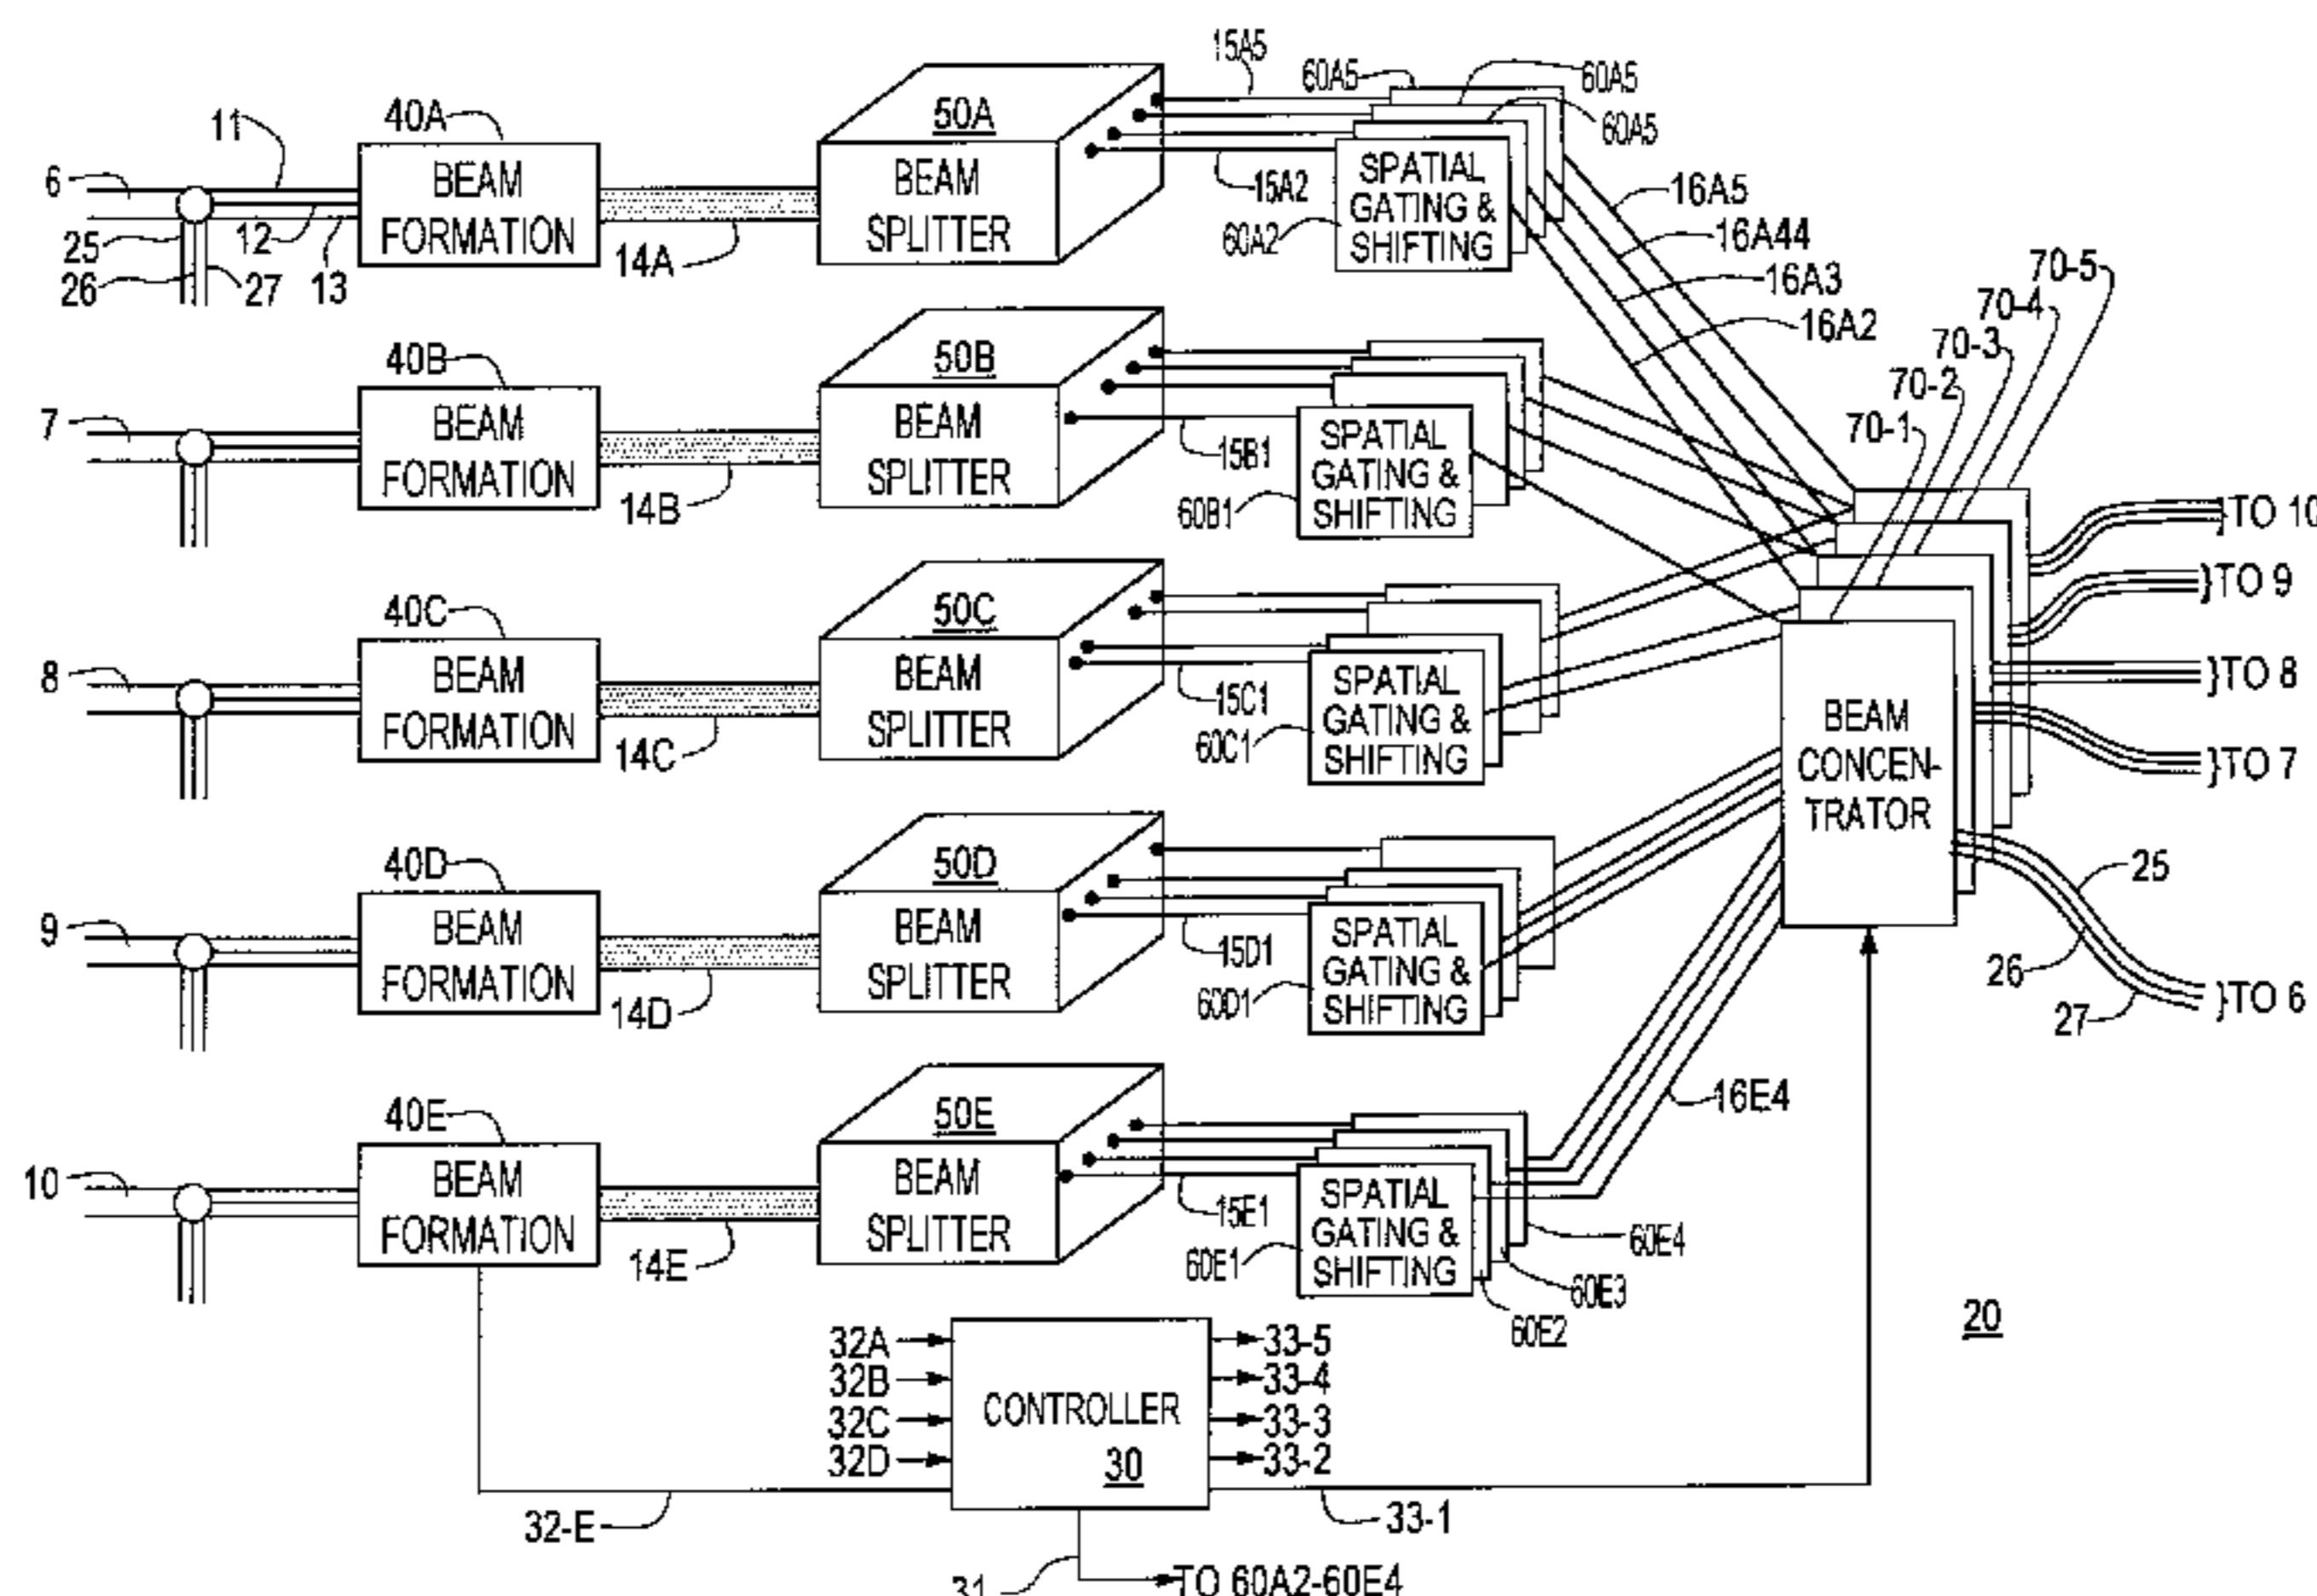 15A5
60A5
60A5
60A5
11
40A
50A
6
BEAM
FORMATION
BEAM
SPLITTER
SPATIAL
GATING &
SHIFTING
15A2
60A2
16A5
16A44
16A3
16A2
25
26
27
12
13
14A
70-5
70-4
70-3
70-2
70-1
40B
50B
7
BEAM
FORMATION
BEAM
SPLITTER
14B
15B1
60B1
SPATIAL
GATING &
SHIFTING
}TO 10
}TO 9
}TO 8
}TO 7
40C
50C
8
BEAM
FORMATION
BEAM
SPLITTER
14C
15C1
60C1
SPATIAL
GATING &
SHIFTING
BEAM
CONCEN-
TRATOR
40D
50D
9
BEAM
FORMATION
BEAM
SPLITTER
14D
15D1
60D1
SPATIAL
GATING &
SHIFTING
25
26
27
}TO 6
40E
50E
10
BEAM
FORMATION
BEAM
SPLITTER
14E
15E1
60E1
SPATIAL
GATING &
SHIFTING
16E4
60E4
60E3
60E2
20
32A
32B
32C
32D
CONTROLLER
30
33-5
33-4
33-3
33-2
32-E
33-1
31
TO 60A2-60E4